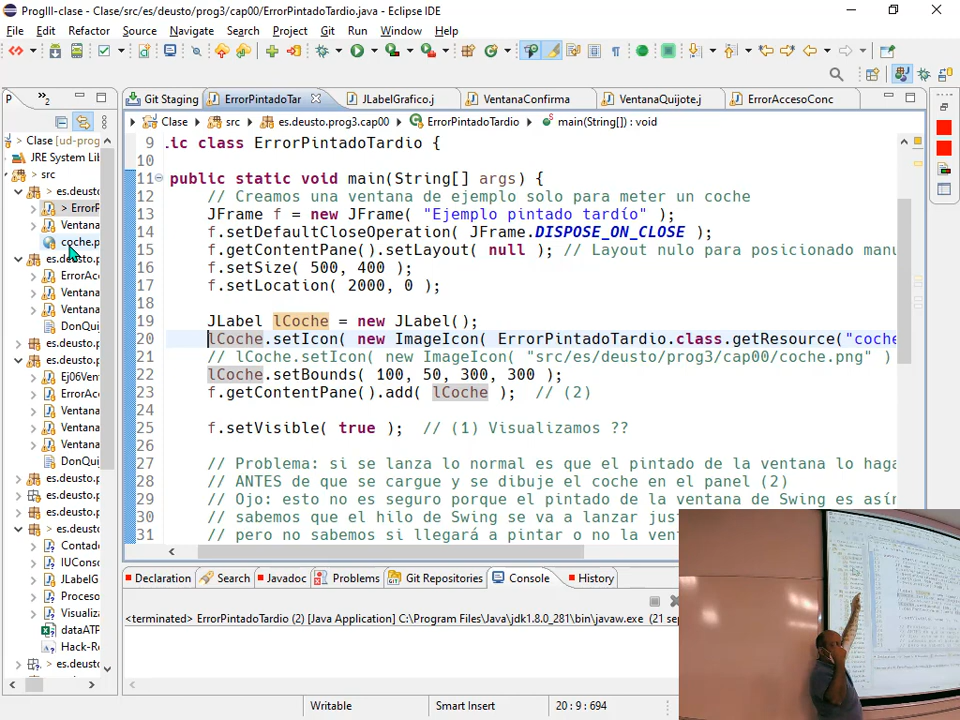 ProgIII-clase - Clase/src/es/deusto/prog3/cap00/ErrorPintadoTardio.java - Eclipse IDE
File Edit Refactor Source Navigate Search Project Git Run Window Help
P »2 Git Staging ErrorPintadoTar JLabelGrafico.j VentanaConfirma VentanaQuijote.j ErrorAccesoConc
Clase src es.deusto.prog3.cap00 ErrorPintadoTardio main(String[]) : void
> Clase [ud-prog
JRE System Lib
> src
> es.deusto
> ErrorP
Ventana
coche.p
es.deusto.p
ErrorAc
Ventana
Ventana
DonQui
es.deusto.p
es.deusto.p
Ej06Ven
ErrorAc
Ventana
Ventana
Ventana
DonQui
es.deusto.p
es.deusto.p
es.deusto.p
es.deusto.p
Contado
IUConso
JLabelG
Proceso
Visualiza
dataATP
Hack-Re
> es.deusto
9 lic class ErrorPintadoTardio {
10
11 public static void main(String[] args) {
12 // Creamos una ventana de ejemplo solo para meter un coche
13 JFrame f = new JFrame( "Ejemplo pintado tardío" );
14 f.setDefaultCloseOperation( JFrame.DISPOSE_ON_CLOSE );
15 f.getContentPane().setLayout( null ); // Layout nulo para posicionado manu
16 f.setSize( 500, 400 );
17 f.setLocation( 2000, 0 );
18
19 JLabel lCoche = new JLabel();
20 lCoche.setIcon( new ImageIcon( ErrorPintadoTardio.class.getResource("coche
21 // lCoche.setIcon( new ImageIcon( "src/es/deusto/prog3/cap00/coche.png" )
22 lCoche.setBounds( 100, 50, 300, 300 );
23 f.getContentPane().add( lCoche ); // (2)
24
25 f.setVisible( true ); // (1) Visualizamos ??
26
27 // Problema: si se lanza lo normal es que el pintado de la ventana lo haga
28 // ANTES de que se cargue y se dibuje el coche en el panel (2)
29 // Ojo: esto no es seguro porque el pintado de la ventana de Swing es asín
30 // sabemos que el hilo de Swing se va a lanzar jus
31 // pero no sabemos si llegará a pintar o no la vent
Declaration Search Javadoc Problems Git Repositories Console History
<terminated> ErrorPintadoTardio (2) [Java Application] C:\Program Files\Java\jdk1.8.0_281\bin\javaw.exe (21 sep
Writable Smart Insert 20 : 9 : 694